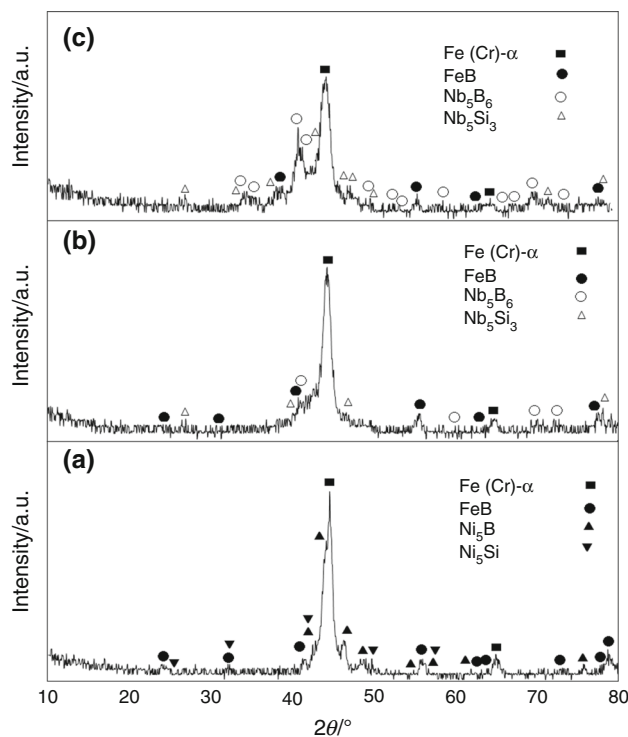 (c)
Fe (Cr)-α
FeB
Nb₅B₆
Nb₅Si₃
Intensity/a.u.
(b)
Fe (Cr)-α
FeB
Nb₅B₆
Nb₅Si₃
Intensity/a.u.
(a)
Fe (Cr)-α
FeB
Ni₅B
Ni₅Si
Intensity/a.u.
10 20 30 40 50 60 70 80
2θ/°